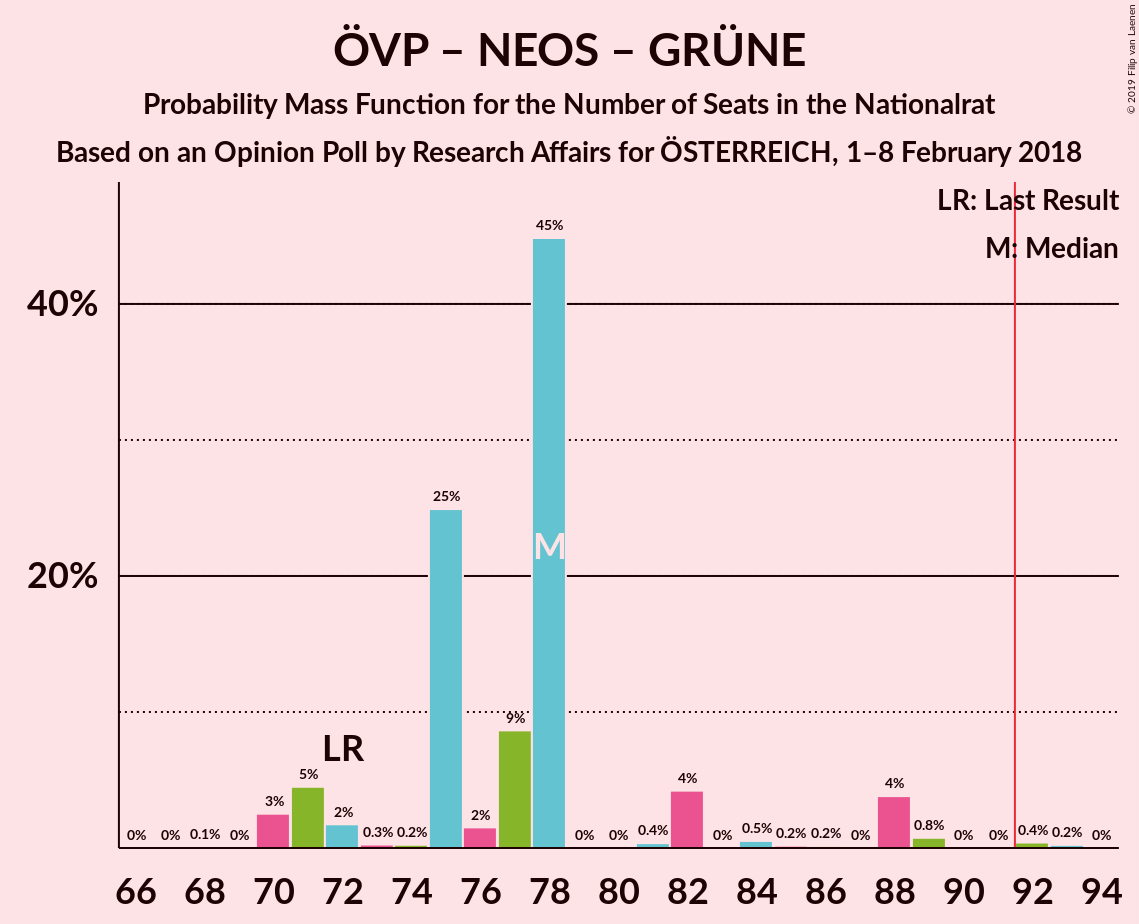 ÖVP – NEOS – GRÜNE
Probability Mass Function for the Number of Seats in the Nationalrat
Based on an Opinion Poll by Research Affairs for ÖSTERREICH, 1–8 February 2018
© 2019 Filip van Laenen
LR: Last Result
M: Median
40%
20%
0% 0% 0.1% 0% 3% 5% 2% 0.3% 0.2% 25% 2% 9% 45% 0% 0% 0.4% 4% 0% 0.5% 0.2% 0.2% 0% 4% 0.8% 0% 0% 0.4% 0.2% 0%
LR
M
66 68 70 72 74 76 78 80 82 84 86 88 90 92 94